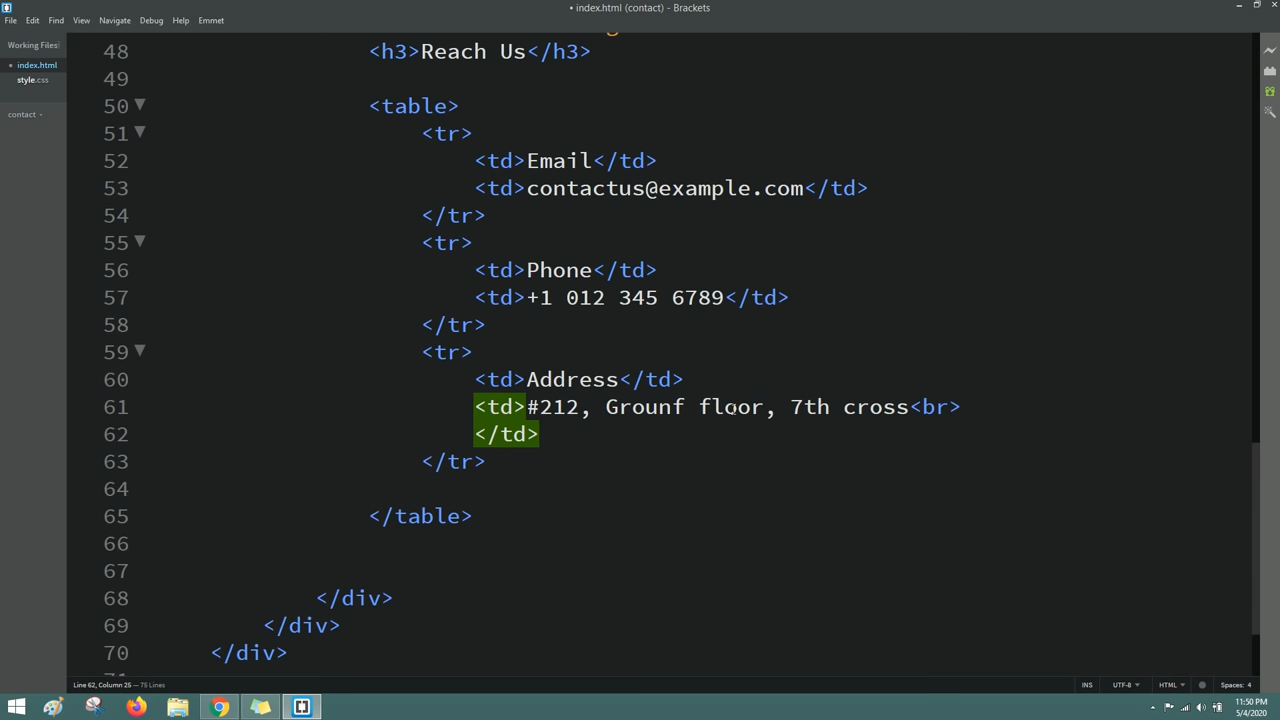 • index.html (contact) - Brackets
File Edit Find View Navigate Debug Help Emmet
Working Files
• index.html
style.css
contact
48 <h3>Reach Us</h3>
49
50 <table>
51 <tr>
52 <td>Email</td>
53 <td>contactus@example.com</td>
54 </tr>
55 <tr>
56 <td>Phone</td>
57 <td>+1 012 345 6789</td>
58 </tr>
59 <tr>
60 <td>Address</td>
61 <td>#212, Grounf floor, 7th cross<br>
62 </td>
63 </tr>
64
65 </table>
66
67
68 </div>
69 </div>
70 </div>
Line 62, Column 25 — 75 Lines
INS UTF-8 HTML Spaces: 4
11:50 PM
5/4/2020